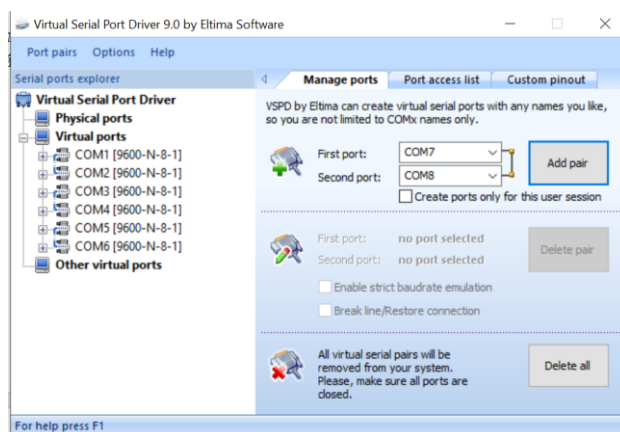 Virtual Serial Port Driver 9.0 by Eltima Software
Port pairs Options Help
Serial ports explorer
Virtual Serial Port Driver
Physical ports
Virtual ports
COM1 [9600-N-8-1]
COM2 [9600-N-8-1]
COM3 [9600-N-8-1]
COM4 [9600-N-8-1]
COM5 [9600-N-8-1]
COM6 [9600-N-8-1]
Other virtual ports
Manage ports Port access list Custom pinout
VSPD by Eltima can create virtual serial ports with any names you like,
so you are not limited to COMx names only.
First port: COM7
Second port: COM8
Add pair
Create ports only for this user session
First port: no port selected
Second port: no port selected
Delete pair
Enable strict baudrate emulation
Break line/Restore connection
All virtual serial pairs will be
removed from your system.
Please, make sure all ports are
closed.
Delete all
For help press F1